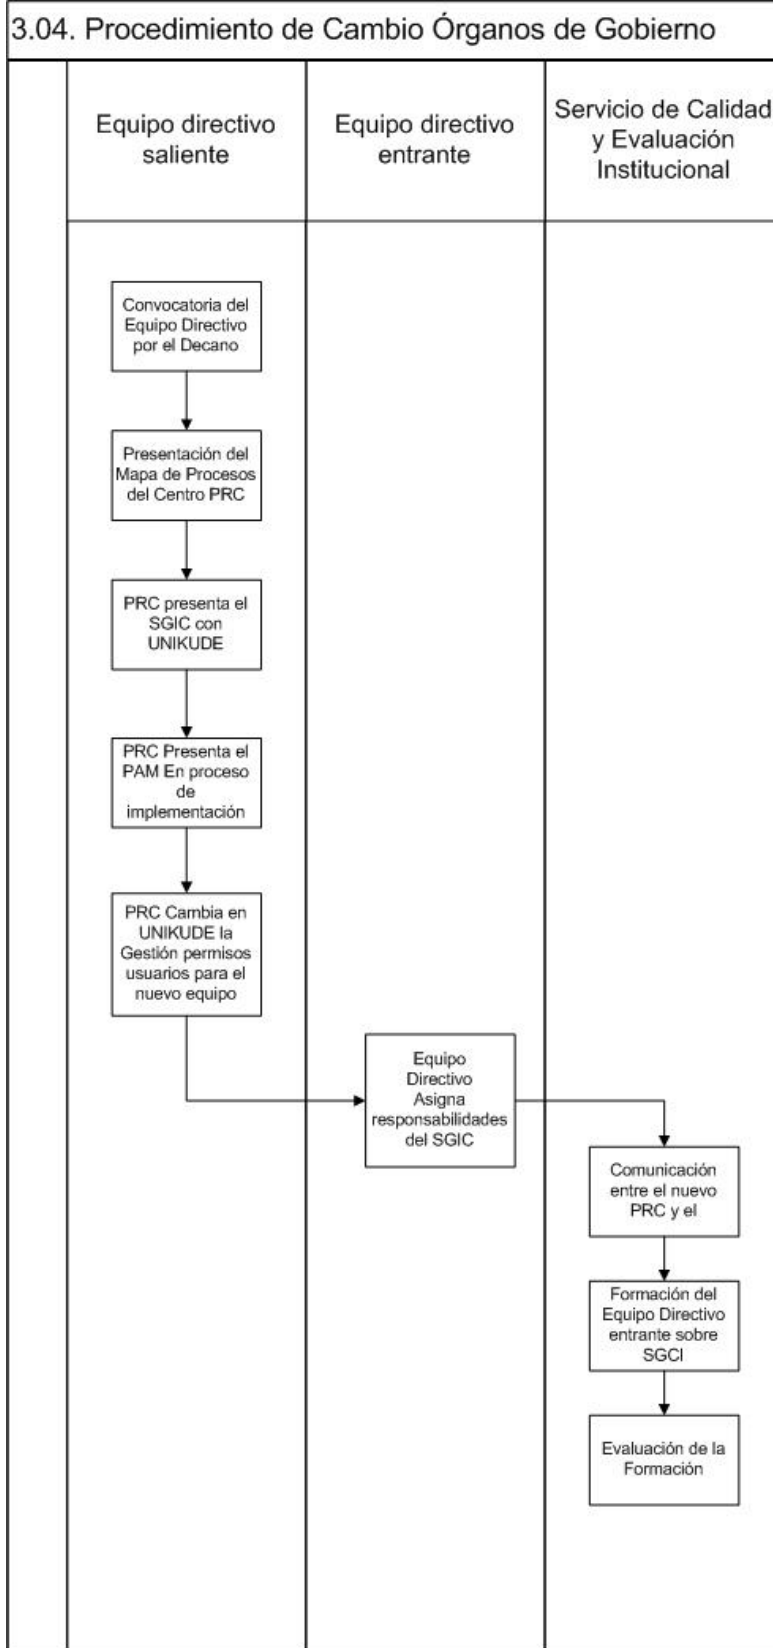 3.04. Procedimiento de Cambio Órganos de Gobierno
Equipo directivo
saliente
Equipo directivo
entrante
Servicio de Calidad
y Evaluación
Institucional
Convocatoria del
Equipo Directivo
por el Decano
Presentación del
Mapa de Procesos
del Centro PRC
PRC presenta el
SGIC con
UNIKUDE
PRC Presenta el
PAM En proceso
de
implementación
PRC Cambia en
UNIKUDE la
Gestión permisos
usuarios para el
nuevo equipo
Equipo
Directivo
Asigna
responsabilidades
del SGIC
Comunicación
entre el nuevo
PRC y el
Formación del
Equipo Directivo
entrante sobre
SGCI
Evaluación de la
Formación